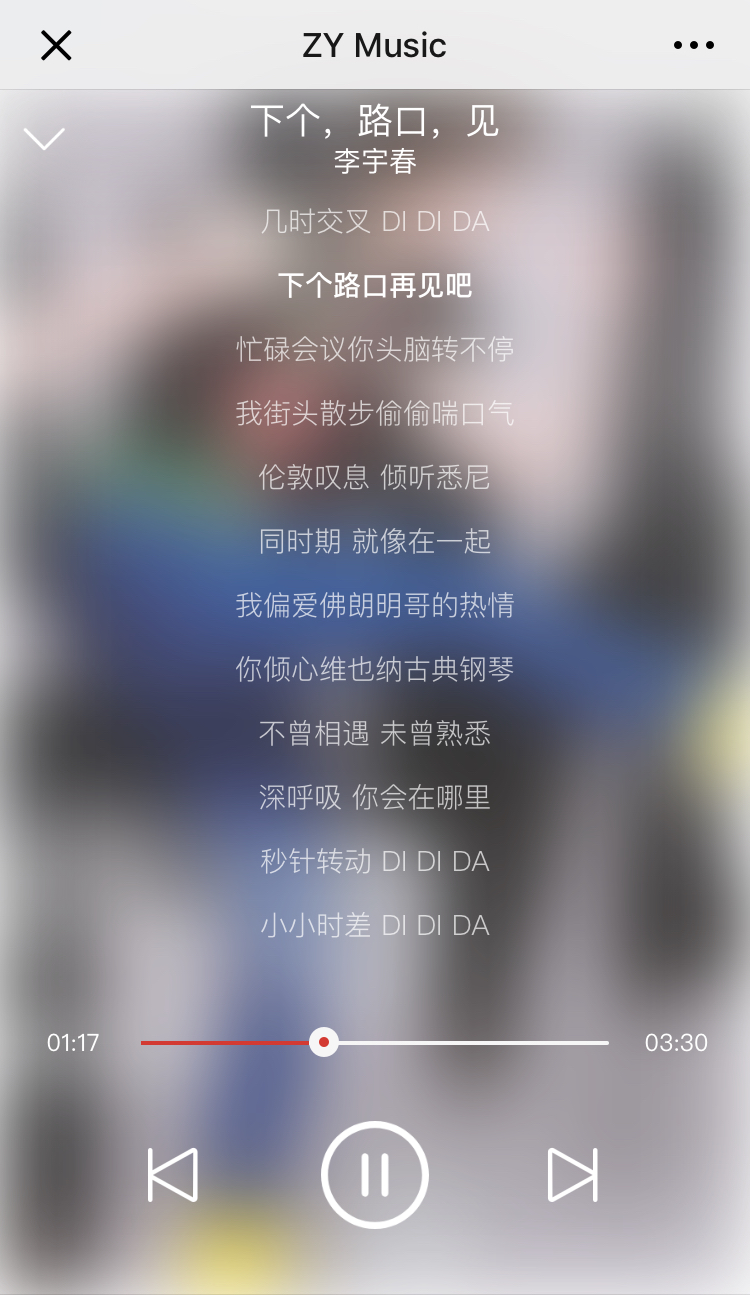 ZY Music
下个，路口，见
李宇春
几时交叉 DI DI DA
下个路口再见吧
忙碌会议你头脑转不停
我街头散步偷偷喘口气
伦敦叹息 倾听悉尼
同时期 就像在一起
我偏爱佛朗明哥的热情
你倾心维也纳古典钢琴
不曾相遇 未曾熟悉
深呼吸 你会在哪里
秒针转动 DI DI DA
小小时差 DI DI DA
01:17
03:30